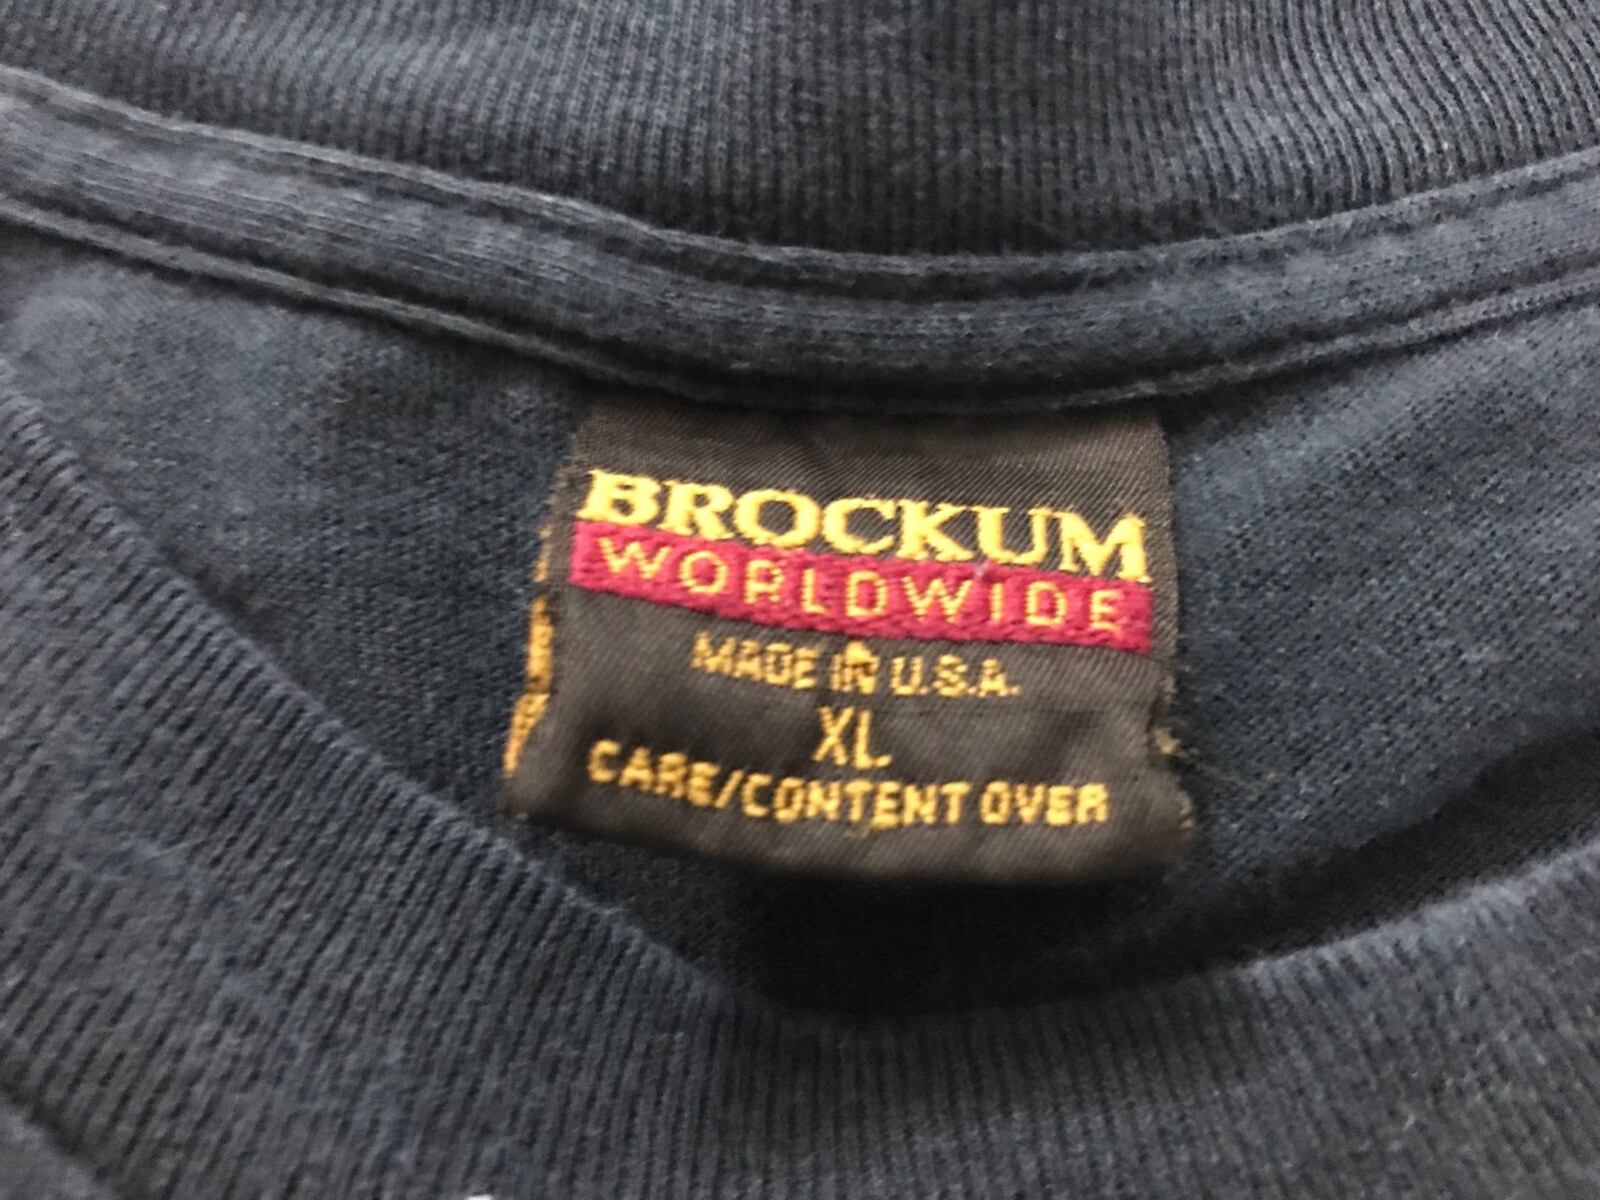 BROCKUM
WORLDWIDE
MADE IN U.S.A.
XL
CARE/CONTENT OVER